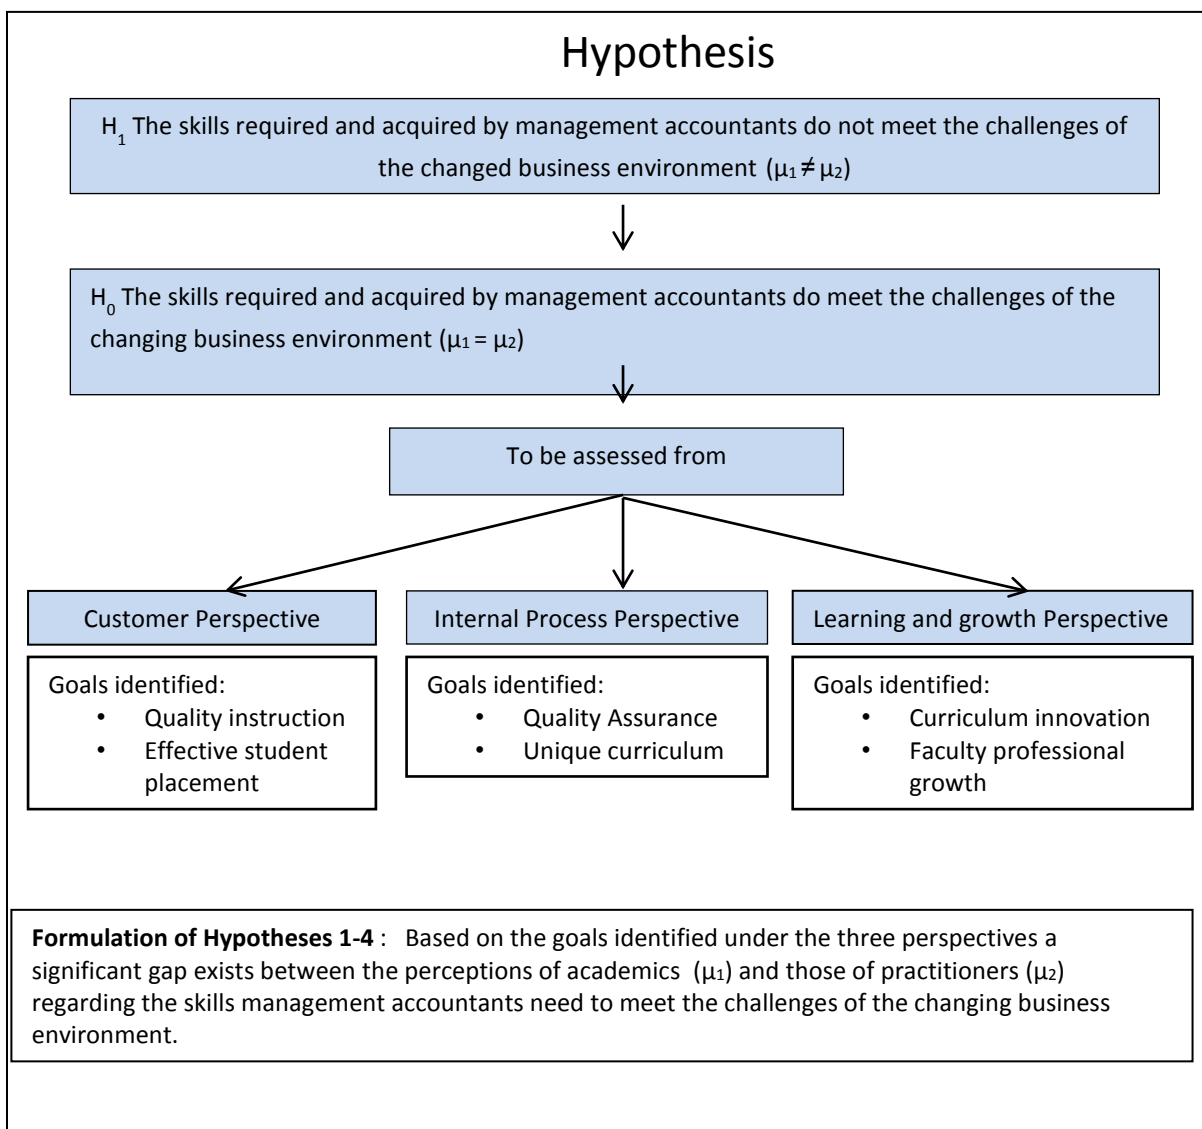 Hypothesis
H₁ The skills required and acquired by management accountants do not meet the challenges of
the changed business environment (μ₁ ≠ μ₂)
H₀ The skills required and acquired by management accountants do meet the challenges of the
changing business environment (μ₁ = μ₂)
To be assessed from
Customer Perspective
Goals identified:
• Quality instruction
• Effective student
placement
Internal Process Perspective
Goals identified:
• Quality Assurance
• Unique curriculum
Learning and growth Perspective
Goals identified:
• Curriculum innovation
• Faculty professional
growth
Formulation of Hypotheses 1-4 : Based on the goals identified under the three perspectives a
significant gap exists between the perceptions of academics (μ₁) and those of practitioners (μ₂)
regarding the skills management accountants need to meet the challenges of the changing business
environment.